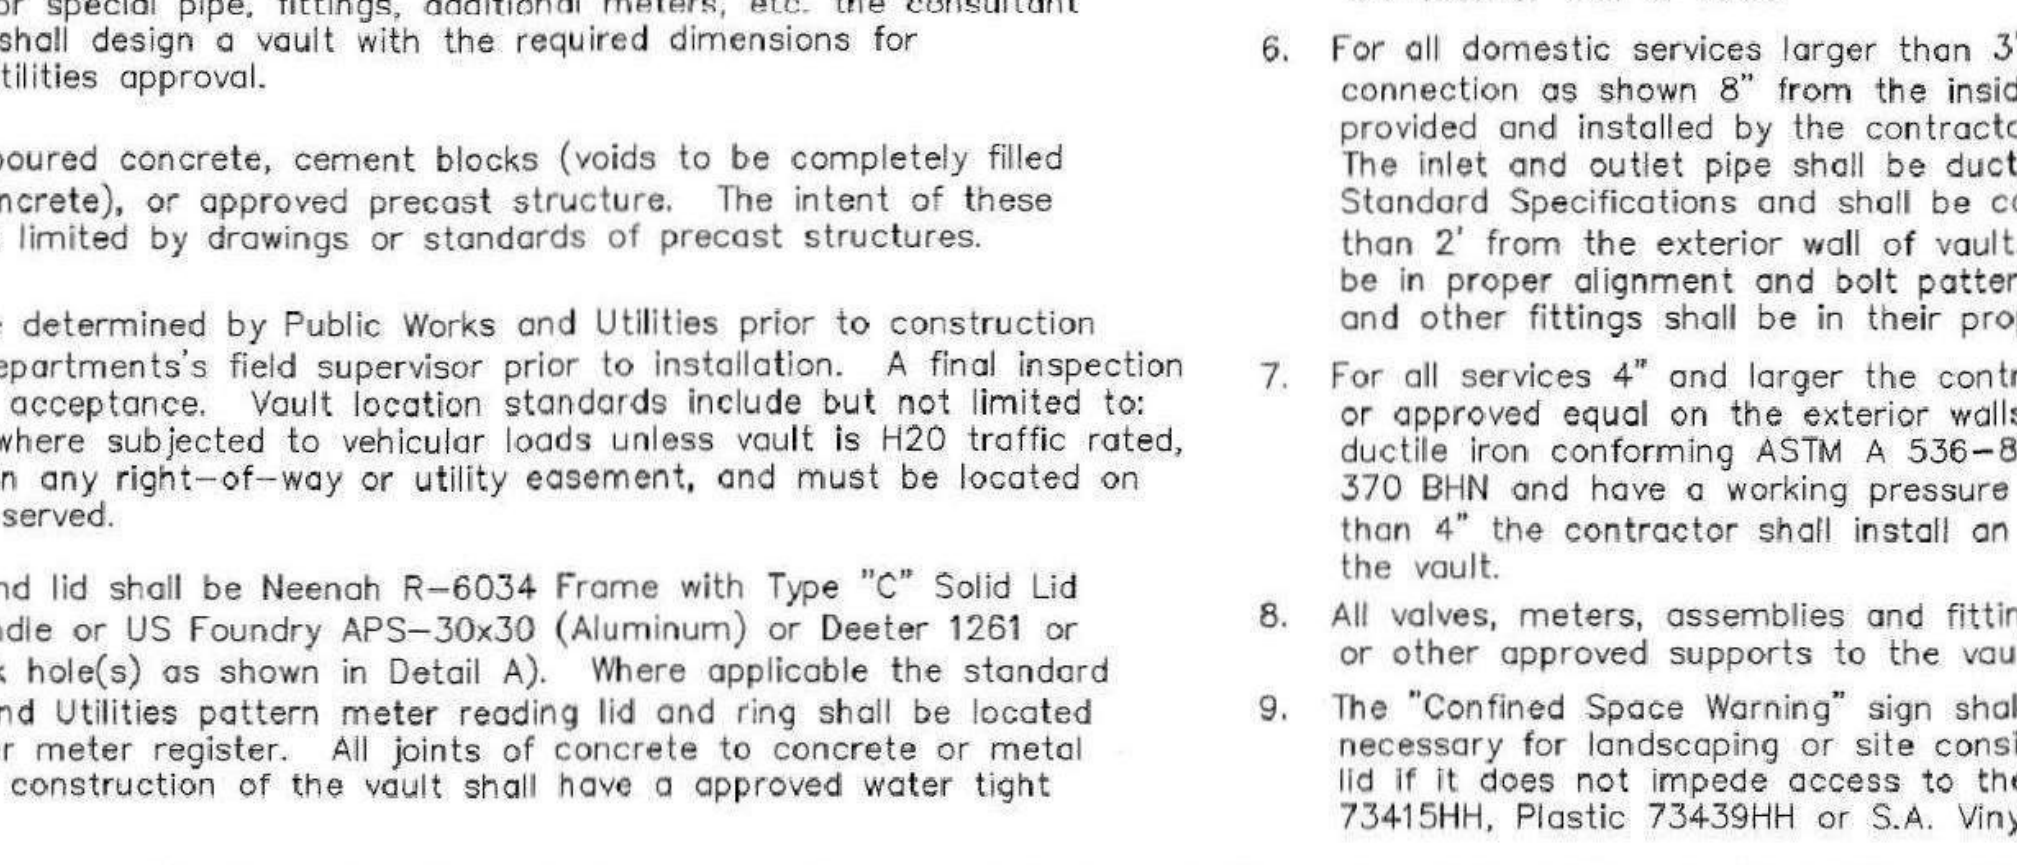 or special pipe, fittings, additional meters, etc. the consultant
shall design a vault with the required dimensions for
tilities approval.
oured concrete, cement blocks (voids to be completely filled
ncrete), or approved precast structure. The intent of these
limited by drawings or standards of precast structures.
determined by Public Works and Utilities prior to construction
epartments's field supervisor prior to installation. A final inspection
acceptance. Vault location standards include but not limited to:
where subjected to vehicular loads unless vault is H20 traffic rated,
n any right-of-way or utility easement, and must be located on
served.
nd lid shall be Neenah R-6034 Frame with Type "C" Solid Lid
dle or US Foundry APS-30x30 (Aluminum) or Deeter 1261 or
hole(s) as shown in Detail A). Where applicable the standard
nd Utilities pattern meter reading lid and ring shall be located
r meter register. All joints of concrete to concrete or metal
construction of the vault shall have a approved water tight
6. For all domestic services larger than 3"
connection as shown 8" from the insid
provided and installed by the contracto
The inlet and outlet pipe shall be duct
Standard Specifications and shall be co
than 2' from the exterior wall of vault
be in proper alignment and bolt patter
and other fittings shall be in their prop
7. For all services 4" and larger the contr
or approved equal on the exterior walls
ductile iron conforming ASTM A 536-8
370 BHN and have a working pressure
than 4" the contractor shall install an
the vault.
8. All valves, meters, assemblies and fittin
or other approved supports to the vau
9. The "Confined Space Warning" sign shal
necessary for landscaping or site consi
lid if it does not impede access to the
73415HH, Plastic 73439HH or S.A. Viny